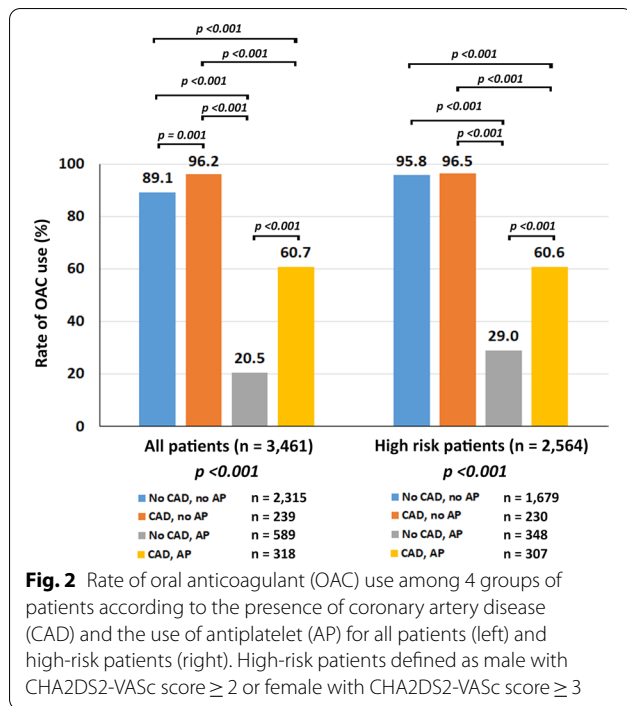 p <0.001
p <0.001
p <0.001
p <0.001
p = 0.001
p <0.001
p <0.001
p <0.001
p <0.001
p <0.001
p <0.001
Rate of OAC use (%)
100
80
60
40
20
0
89.1
96.2
20.5
60.7
95.8
96.5
29.0
60.6
All patients (n = 3,461)
High risk patients (n = 2,564)
p <0.001
p <0.001
No CAD, no AP n = 2,315
CAD, no AP n = 239
No CAD, AP n = 589
CAD, AP n = 318
No CAD, no AP n = 1,679
CAD, no AP n = 230
No CAD, AP n = 348
CAD, AP n = 307
Fig. 2 Rate of oral anticoagulant (OAC) use among 4 groups of
patients according to the presence of coronary artery disease
(CAD) and the use of antiplatelet (AP) for all patients (left) and
high-risk patients (right). High-risk patients defined as male with
CHA2DS2-VASc score ≥ 2 or female with CHA2DS2-VASc score ≥ 3